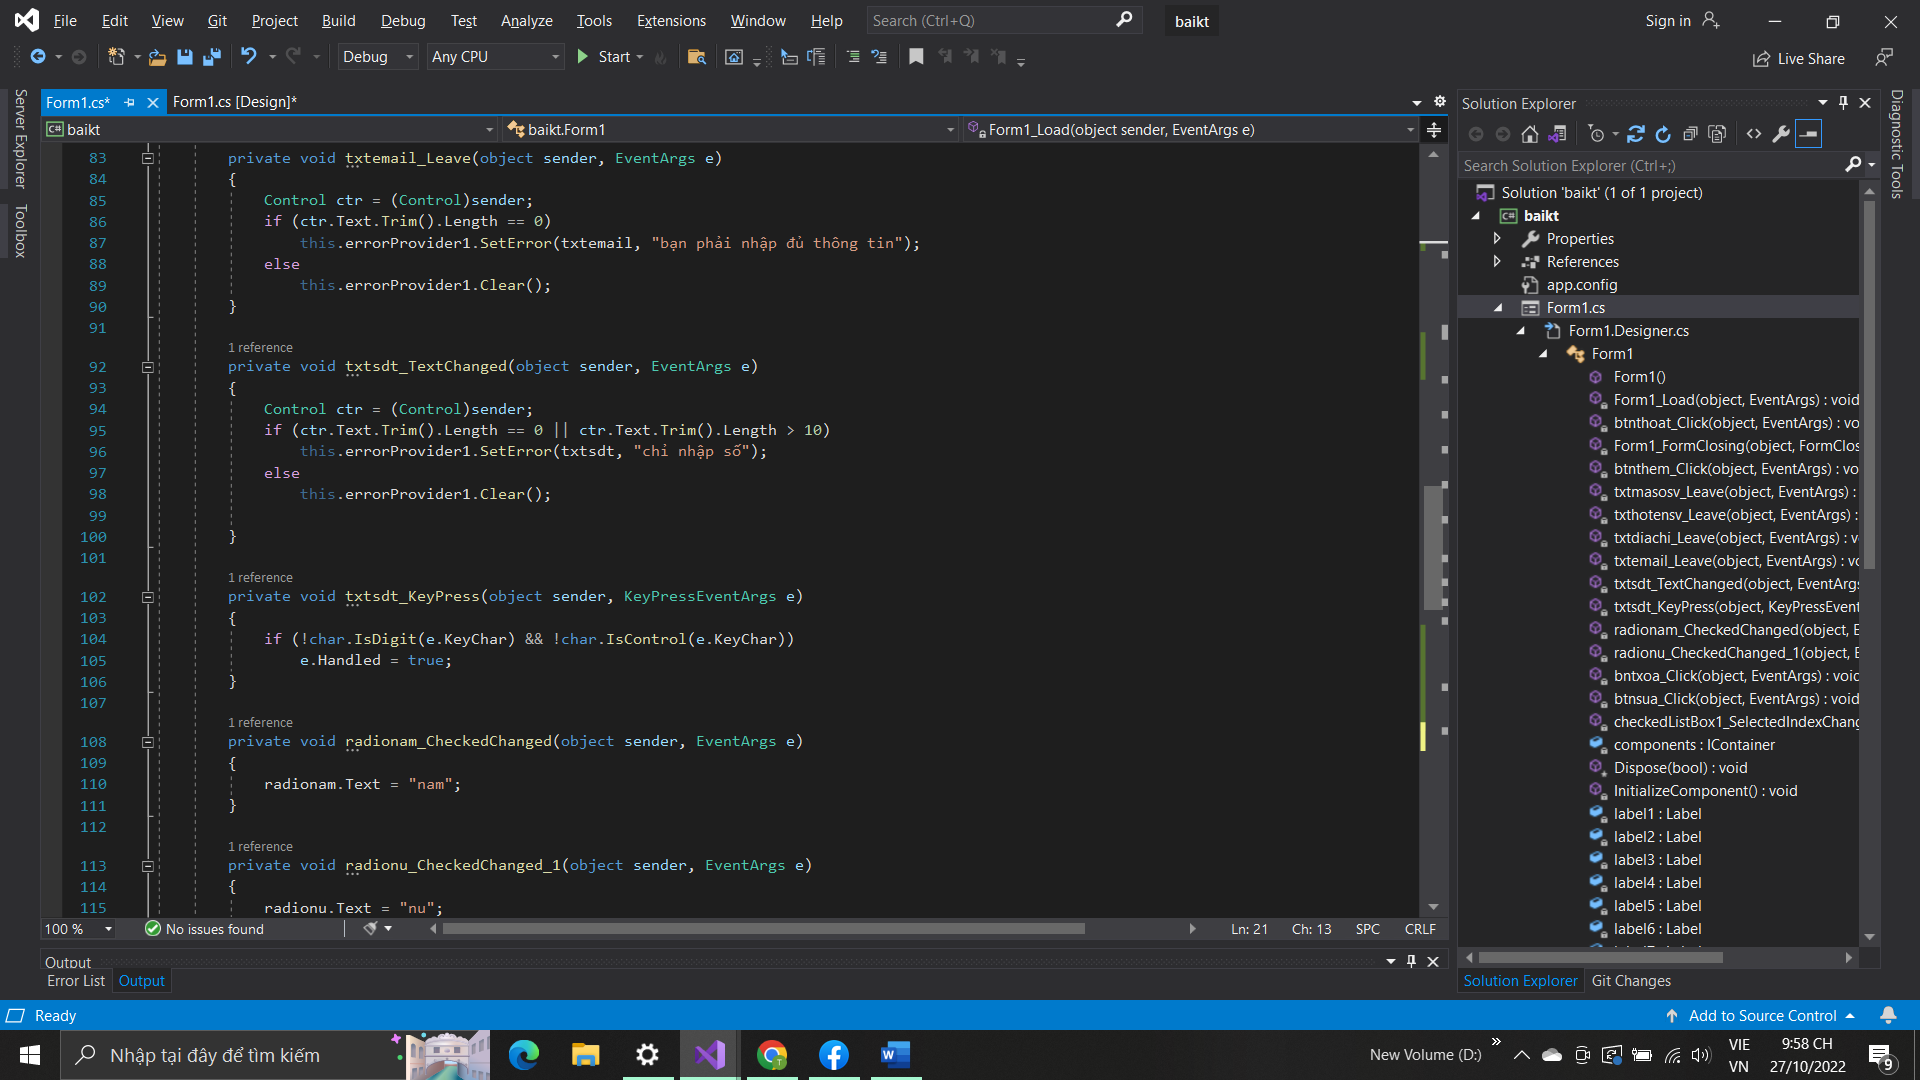 File Edit View Git Project Build Debug Test Analyze Tools Extensions Window Help Search (Ctrl+Q) baikt Sign in
Debug Any CPU Start Live Share
Server Explorer
Toolbox
Form1.cs* Form1.cs [Design]*
C# baikt baikt.Form1 Form1_Load(object sender, EventArgs e)
83 private void txtemail_Leave(object sender, EventArgs e)
84 {
85 Control ctr = (Control)sender;
86 if (ctr.Text.Trim().Length == 0)
87 this.errorProvider1.SetError(txtemail, "bạn phải nhập đủ thông tin");
88 else
89 this.errorProvider1.Clear();
90 }
91
1 reference
92 private void txtsdt_TextChanged(object sender, EventArgs e)
93 {
94 Control ctr = (Control)sender;
95 if (ctr.Text.Trim().Length == 0 || ctr.Text.Trim().Length > 10)
96 this.errorProvider1.SetError(txtsdt, "chỉ nhập số");
97 else
98 this.errorProvider1.Clear();
99
100 }
101
1 reference
102 private void txtsdt_KeyPress(object sender, KeyPressEventArgs e)
103 {
104 if (!char.IsDigit(e.KeyChar) && !char.IsControl(e.KeyChar))
105 e.Handled = true;
106 }
107
1 reference
108 private void radionam_CheckedChanged(object sender, EventArgs e)
109 {
110 radionam.Text = "nam";
111 }
112
1 reference
113 private void radionu_CheckedChanged_1(object sender, EventArgs e)
114 {
115 radionu.Text = "nu";
100 % No issues found Ln: 21 Ch: 13 SPC CRLF
Output
Error List Output
Solution Explorer
Search Solution Explorer (Ctrl+;)
Solution 'baikt' (1 of 1 project)
C# baikt
Properties
References
app.config
Form1.cs
Form1.Designer.cs
Form1
Form1()
Form1_Load(object, EventArgs) : void
btnthoat_Click(object, EventArgs) : vo
Form1_FormClosing(object, FormClos
btnthem_Click(object, EventArgs) : vo
txtmasosv_Leave(object, EventArgs) :
txthotensv_Leave(object, EventArgs) :
txtdiachi_Leave(object, EventArgs) : v
txtemail_Leave(object, EventArgs) : vo
txtsdt_TextChanged(object, EventArgs
txtsdt_KeyPress(object, KeyPressEvent
radionam_CheckedChanged(object, E
radionu_CheckedChanged_1(object, E
bntxoa_Click(object, EventArgs) : void
btnsua_Click(object, EventArgs) : void
checkedListBox1_SelectedIndexChang
components : IContainer
Dispose(bool) : void
InitializeComponent() : void
label1 : Label
label2 : Label
label3 : Label
label4 : Label
label5 : Label
label6 : Label
Solution Explorer Git Changes
Diagnostic Tools
Ready Add to Source Control
Nhập tại đây để tìm kiếm New Volume (D:) VIE 9:58 CH
VN 27/10/2022 9